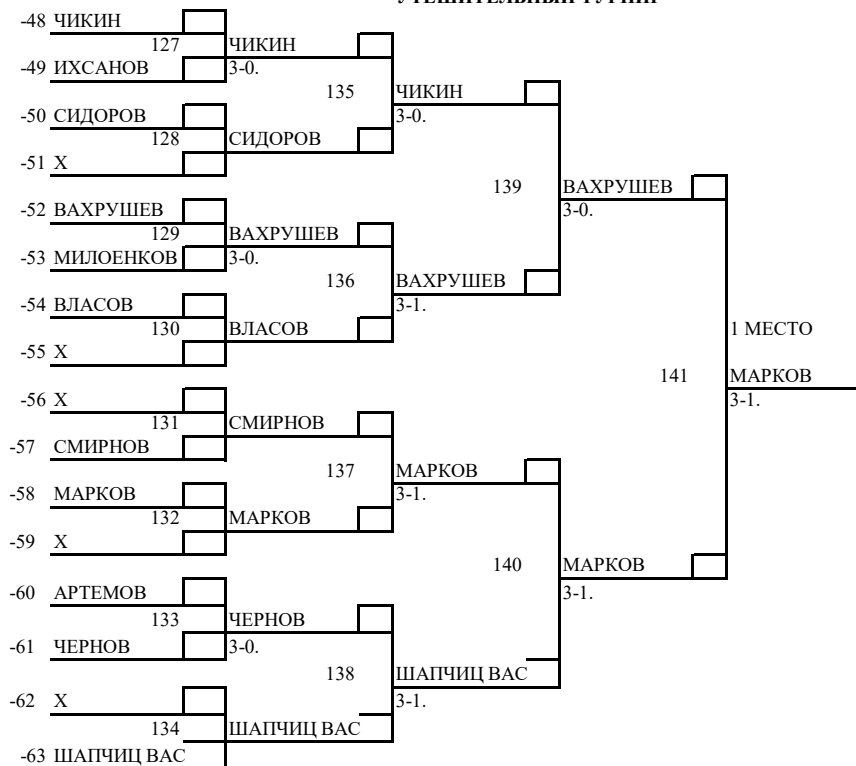 УТЕШИТЕЛЬНЫЙ ТУРНИР
-48 ЧИКИН
127 ЧИКИН
-49 ИХСАНОВ 3-0.
135 ЧИКИН
-50 СИДОРОВ 3-0.
128 СИДОРОВ
-51 Х
139 ВАХРУШЕВ
-52 ВАХРУШЕВ 3-0.
129 ВАХРУШЕВ
-53 МИЛОЕНКОВ 3-0.
136 ВАХРУШЕВ
-54 ВЛАСОВ 3-1.
130 ВЛАСОВ 1 МЕСТО
-55 Х
141 МАРКОВ
-56 Х 3-1.
131 СМИРНОВ
-57 СМИРНОВ
137 МАРКОВ
-58 МАРКОВ 3-1.
132 МАРКОВ
-59 Х
140 МАРКОВ
-60 АРТЕМОВ 3-1.
133 ЧЕРНОВ
-61 ЧЕРНОВ 3-0.
138 ШАПЧИЦ ВАС
-62 Х 3-1.
134 ШАПЧИЦ ВАС
-63 ШАПЧИЦ ВАС